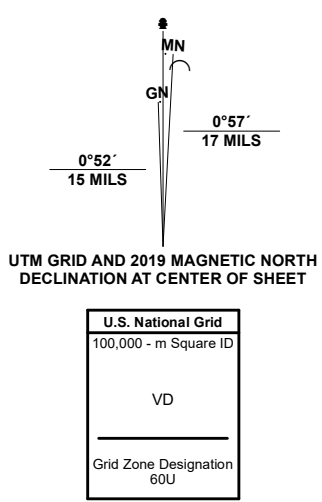 MN
GN
0°57´
17 MILS
0°52´
15 MILS
UTM GRID AND 2019 MAGNETIC NORTH
DECLINATION AT CENTER OF SHEET
U.S. National Grid
100,000 - m Square ID
VD
Grid Zone Designation
60U